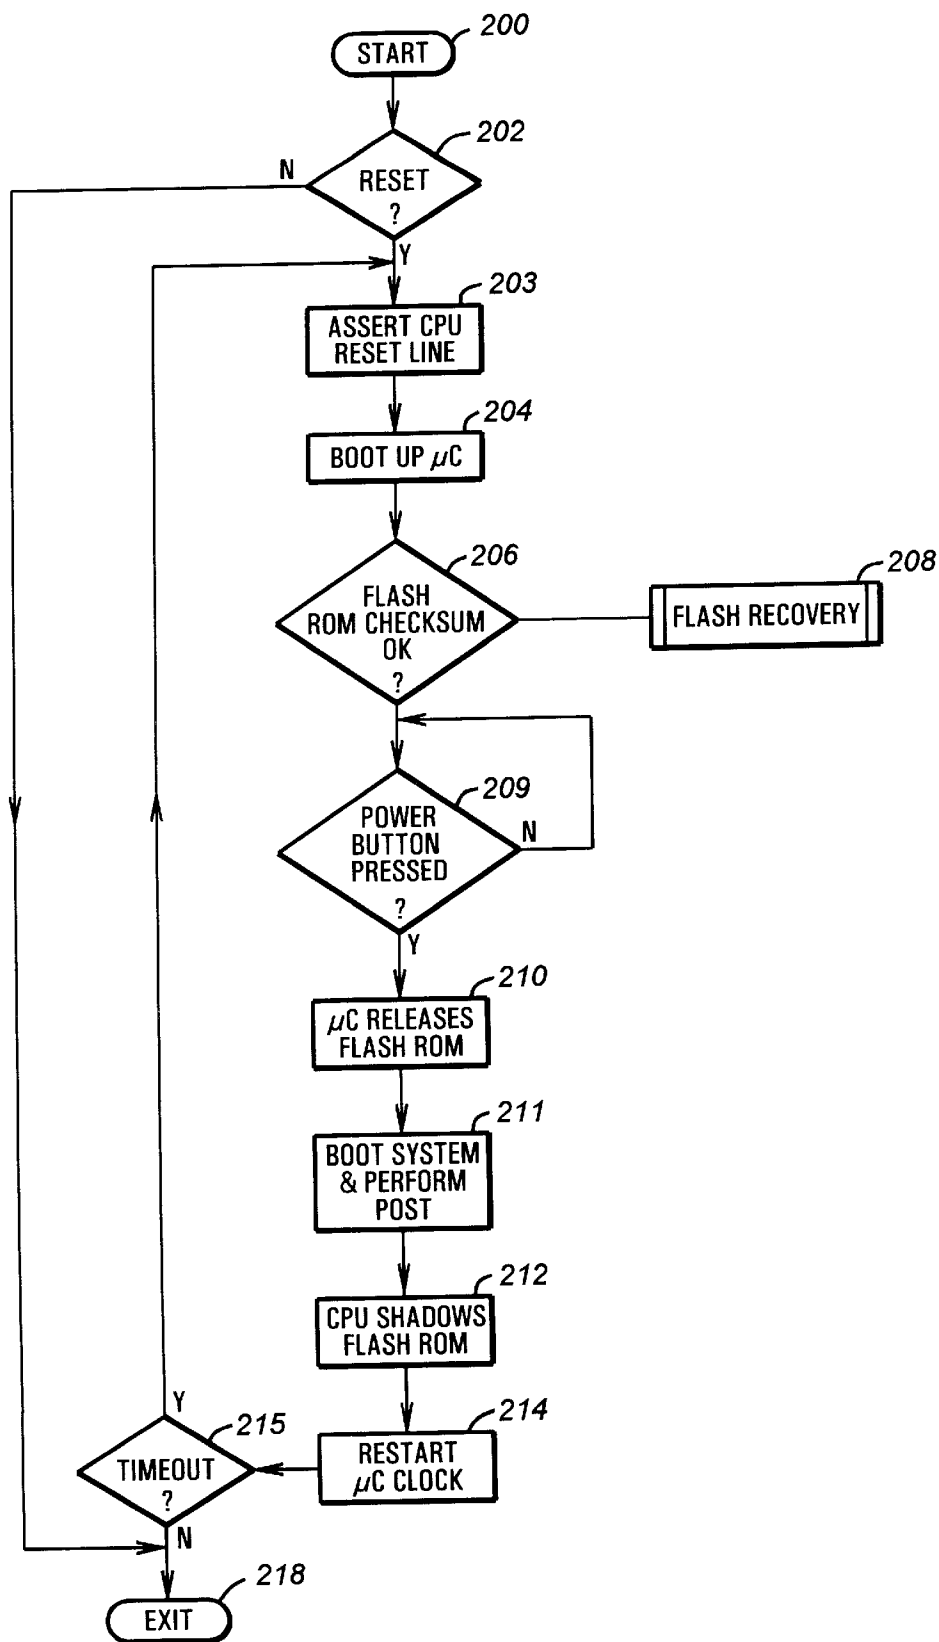 200
START
202
N
RESET
?
Y
203
ASSERT CPU
RESET LINE
204
BOOT UP µC
206
FLASH
ROM CHECKSUM
OK
?
208
FLASH RECOVERY
209
POWER
BUTTON
PRESSED
?
N
Y
210
µC RELEASES
FLASH ROM
211
BOOT SYSTEM
& PERFORM
POST
212
CPU SHADOWS
FLASH ROM
214
RESTART
µC CLOCK
Y
215
TIMEOUT
?
N
218
EXIT